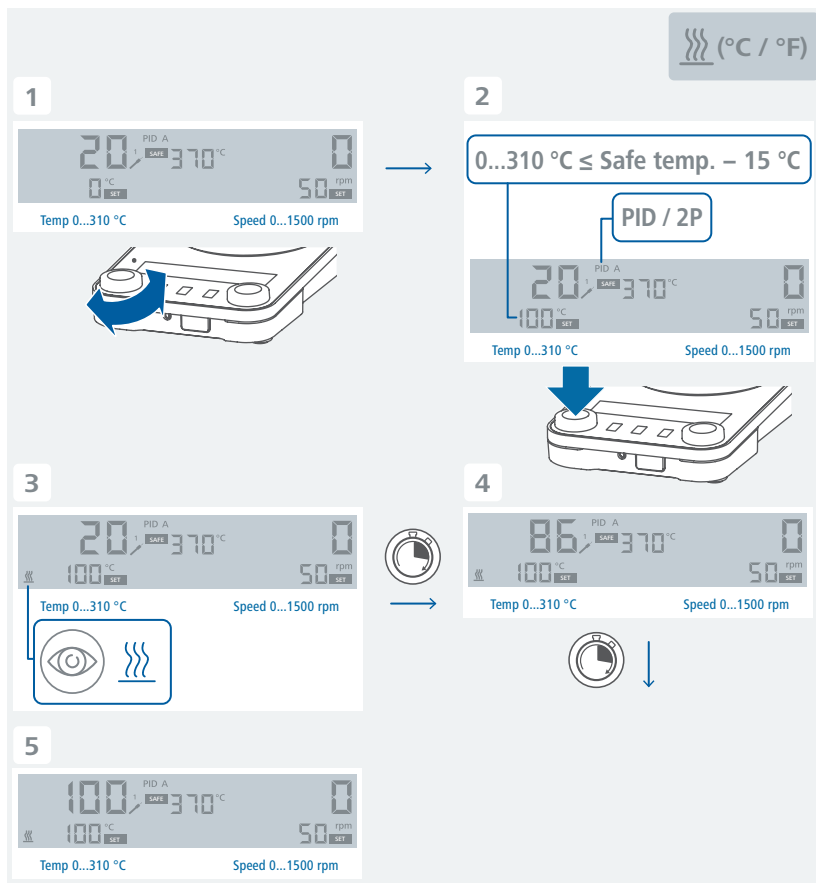 (°C / °F)
1
PID A
20 1 SAFE 370 °C 0
0 °C SET 50 rpm SET
Temp 0...310 °C Speed 0...1500 rpm
2
0...310 °C ≤ Safe temp. – 15 °C
PID / 2P
PID A
20 1 SAFE 370 °C 0
100 °C SET 50 rpm SET
Temp 0...310 °C Speed 0...1500 rpm
3
PID A
20 1 SAFE 370 °C 0
100 °C SET 50 rpm SET
Temp 0...310 °C Speed 0...1500 rpm
4
PID A
86 1 SAFE 370 °C 0
100 °C SET 50 rpm SET
Temp 0...310 °C Speed 0...1500 rpm
5
PID A
100 1 SAFE 370 °C 0
100 °C SET 50 rpm SET
Temp 0...310 °C Speed 0...1500 rpm